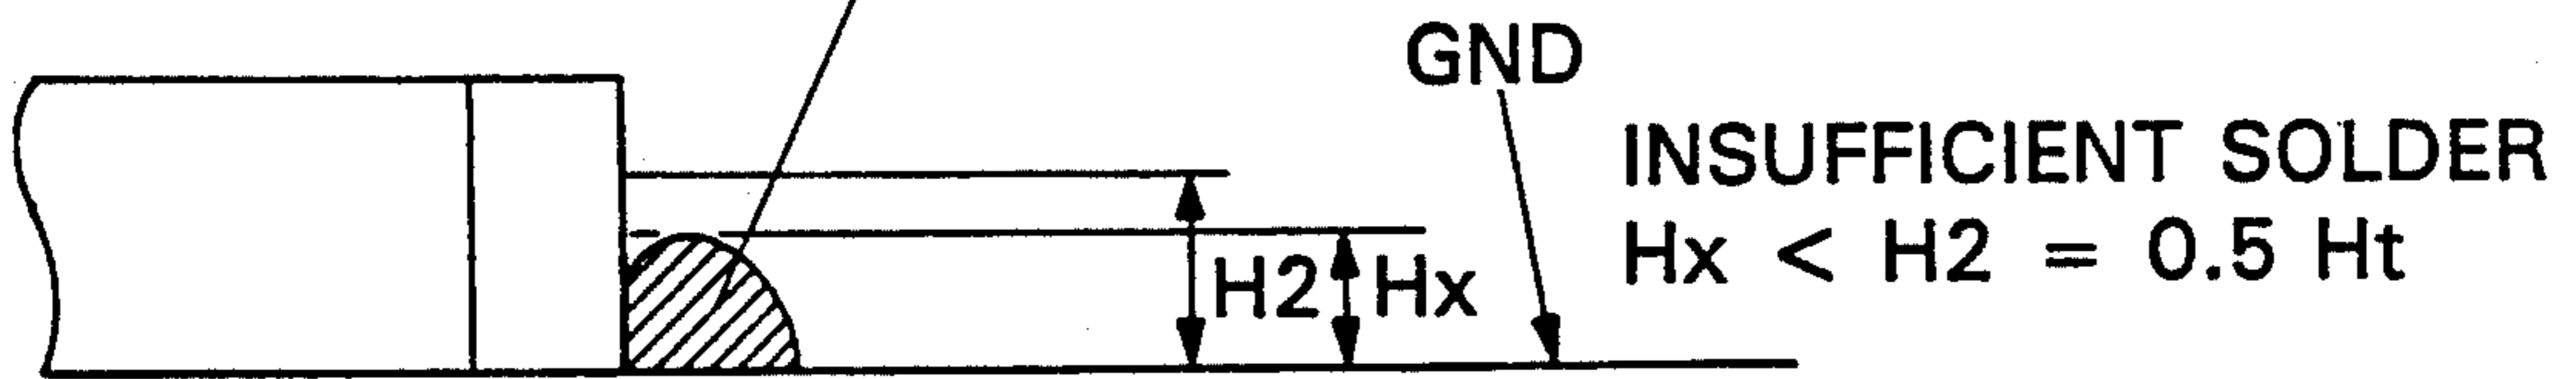 GND
INSUFFICIENT SOLDER
Hx < H2 = 0.5 Ht
H2
Hx